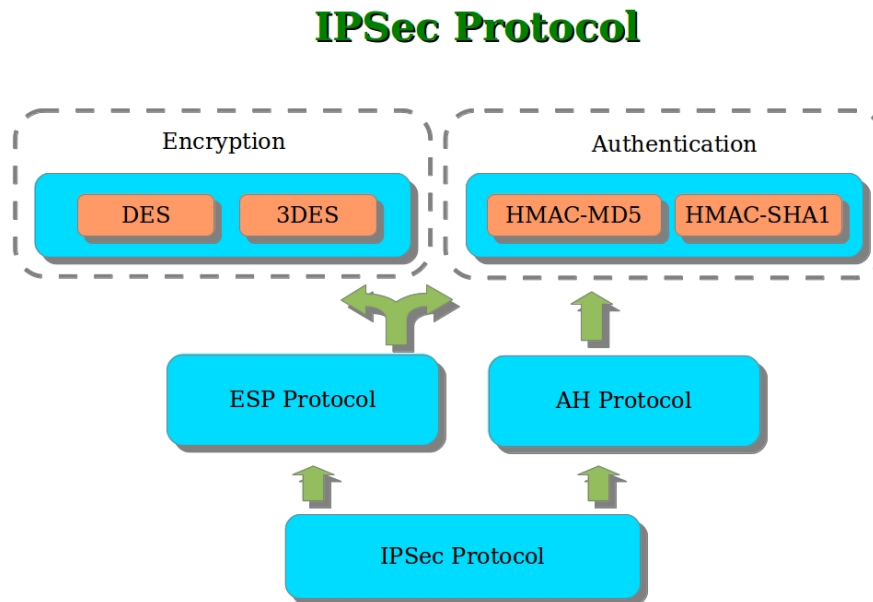 IPSec Protocol
Encryption
Authentication
DES
3DES
HMAC-MD5
HMAC-SHA1
ESP Protocol
AH Protocol
IPSec Protocol